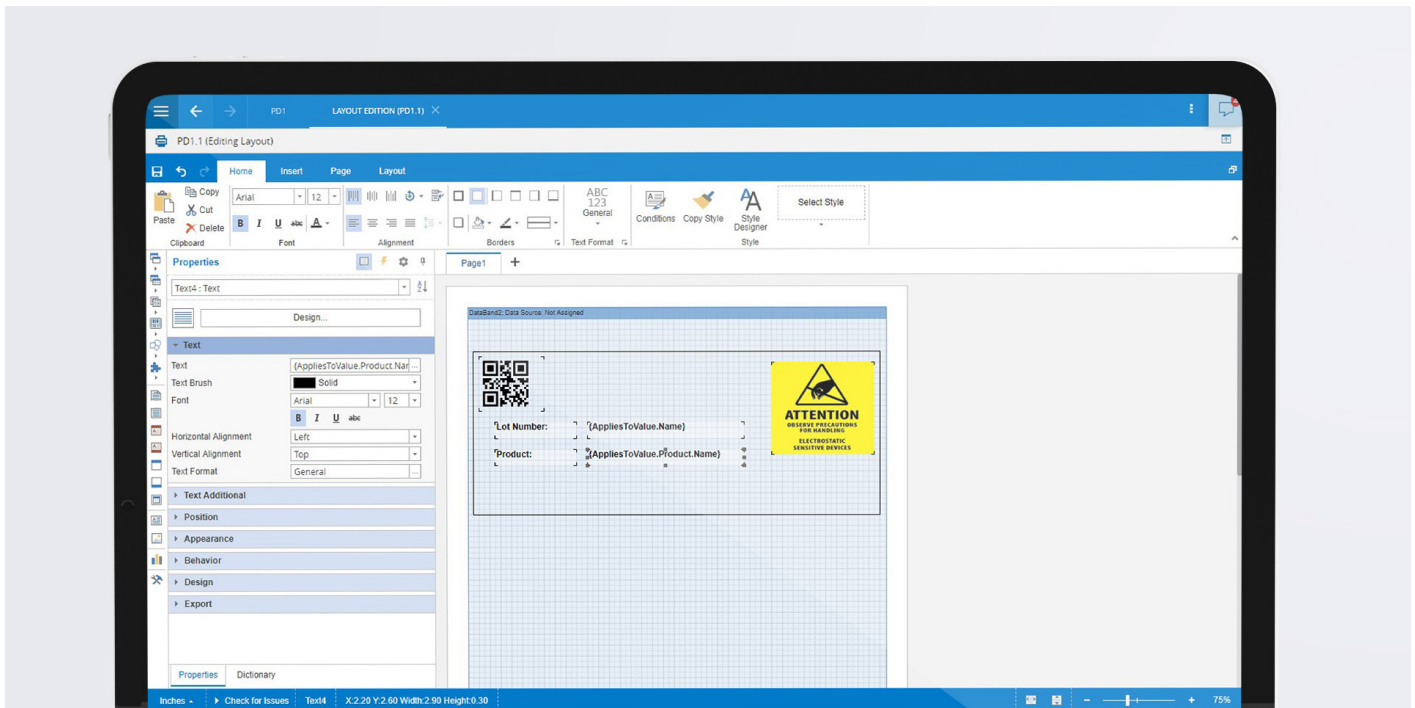 PD1 LAYOUT EDITION (PD1.1)
PD1.1 (Editing Layout)
Home Insert Page Layout
Paste
Copy
Cut
Delete
Clipboard
Arial 12
B I U abc A
Font
Alignment
Borders
ABC
123
General
Text Format
Conditions Copy Style Style Designer
Select Style
Style
Properties
Text4 : Text
Design...
Text
Text {AppliesToValue.Product.Nar ...
Text Brush Solid
Font Arial 12
B I U abc
Horizontal Alignment Left
Vertical Alignment Top
Text Format General ...
Text Additional
Position
Appearance
Behavior
Design
Export
Properties Dictionary
Page1 +
DataBand2; Data Source: Not Assigned
Lot Number: {AppliesToValue.Name}
Product: {AppliesToValue.Product.Name}
ATTENTION
OBSERVE PRECAUTIONS
FOR HANDLING
ELECTROSTATIC
SENSITIVE DEVICES
Inches Check for Issues Text4 X:2.20 Y:2.60 Width:2.90 Height:0.30 75%